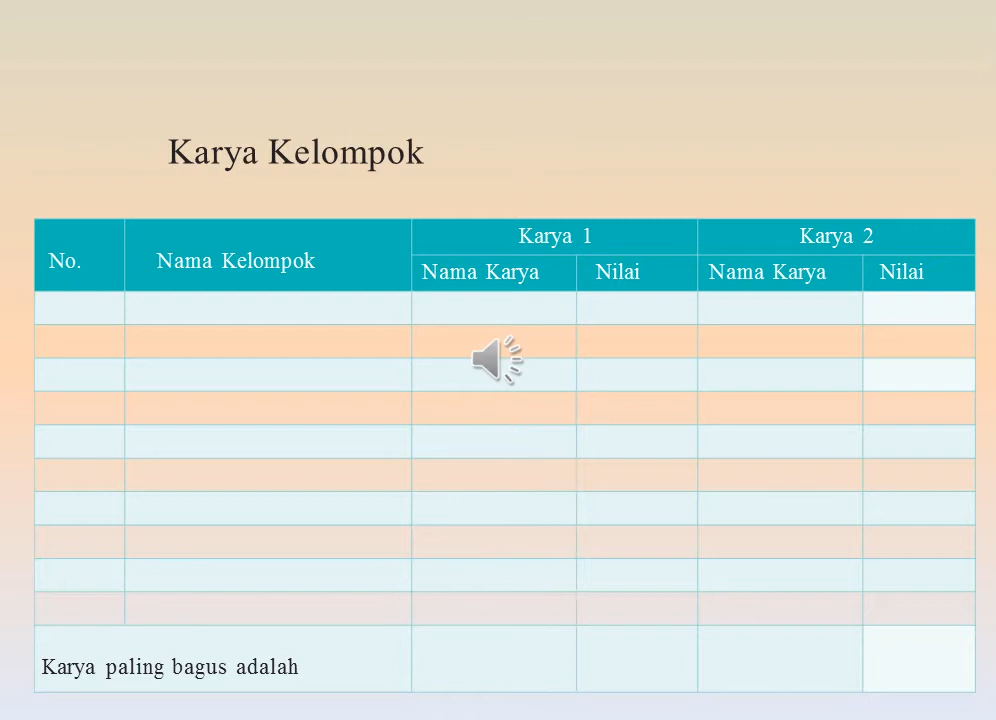 Karya Kelompok
No. Nama Kelompok Karya 1 Karya 2
Nama Karya Nilai Nama Karya Nilai
Karya paling bagus adalah